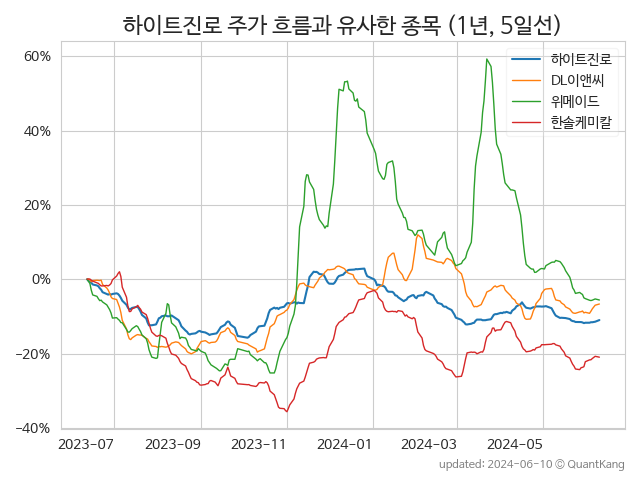 하이트진로 주가 흐름과 유사한 종목 (1년, 5일선)
하이트진로
DL이앤씨
위메이드
한솔케미칼
60%
40%
20%
0%
−20%
−40%
2023-07 2023-09 2023-11 2024-01 2024-03 2024-05
updated: 2024-06-10 © QuantKang